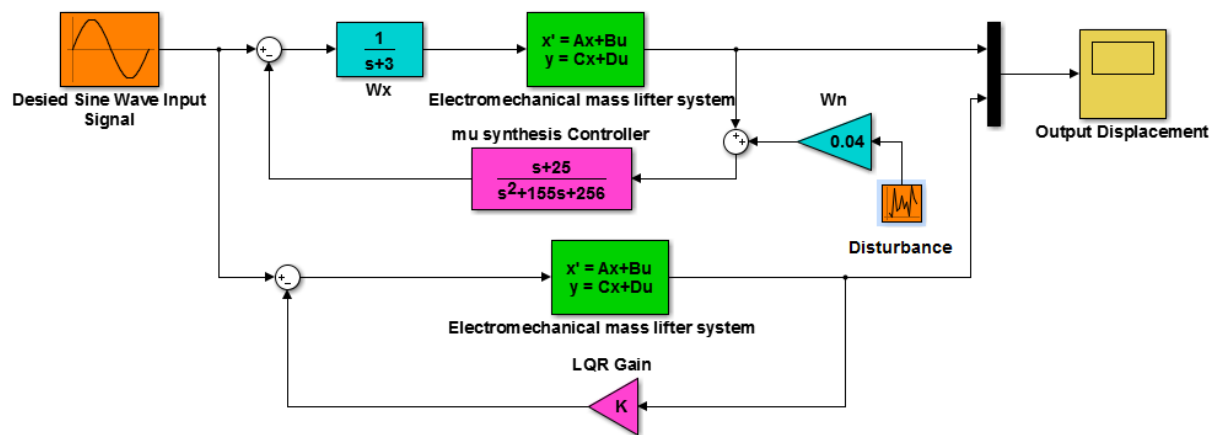 Desied Sine Wave Input
Signal
+
−
1
s+3
Wx
x' = Ax+Bu
y = Cx+Du
Electromechanical mass lifter system
mu synthesis Controller
s+25
s²+155s+256
+
+
Wn
0.04
Disturbance
Output Displacement
+
−
x' = Ax+Bu
y = Cx+Du
Electromechanical mass lifter system
LQR Gain
K